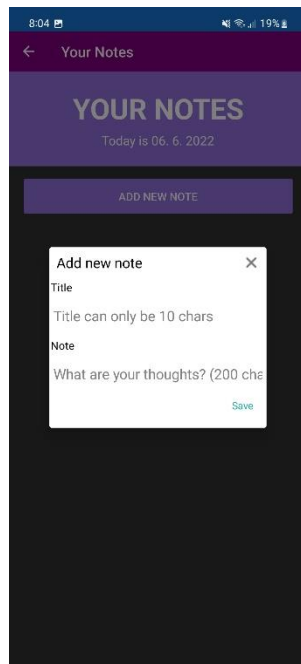 8:04 19%
Your Notes
YOUR NOTES
Today is 06. 6. 2022
ADD NEW NOTE
Add new note
Title
Title can only be 10 chars
Note
What are your thoughts? (200 cha
Save